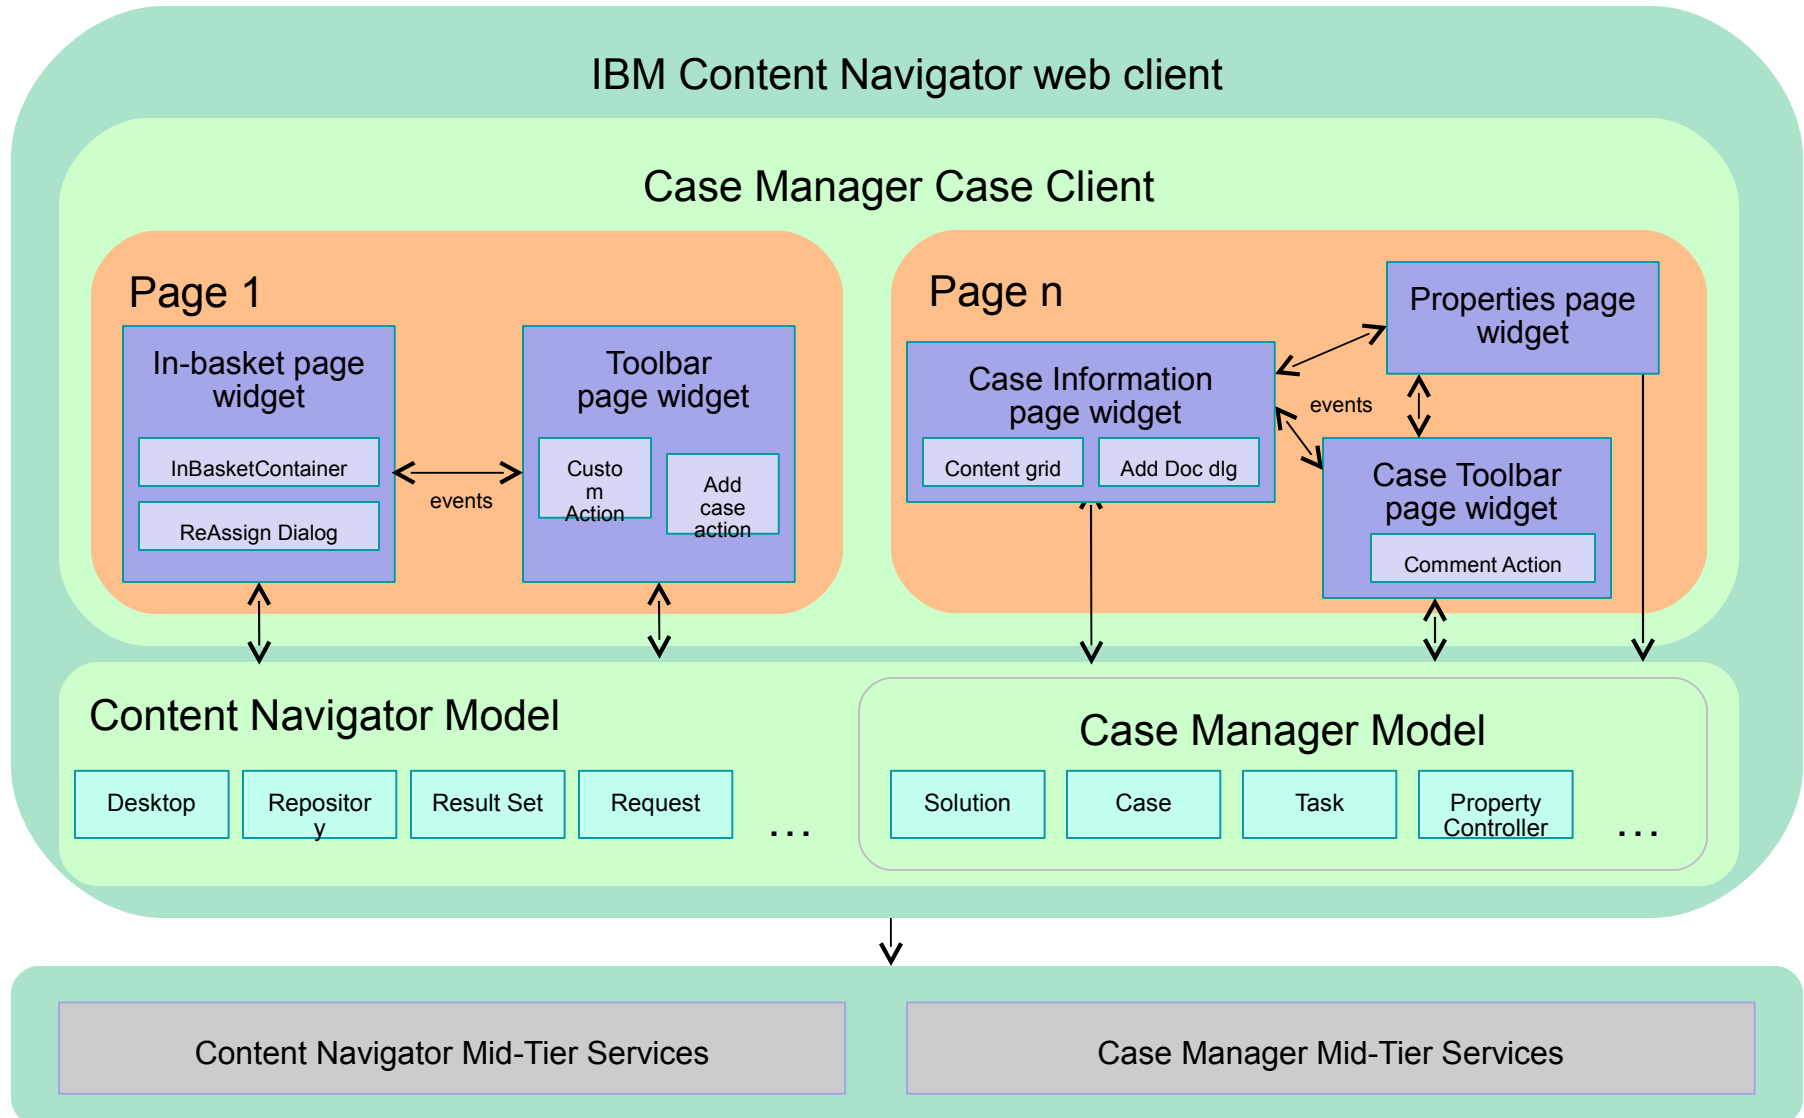 IBM Content Navigator web client
Case Manager Case Client
Page 1
In-basket page
widget
InBasketContainer
ReAssign Dialog
events
Toolbar
page widget
Custo
m
Action
Add
case
action
Page n
Properties page
widget
Case Information
page widget
Content grid
Add Doc dlg
events
Case Toolbar
page widget
Comment Action
Content Navigator Model
Desktop
Repositor
y
Result Set
Request
...
Case Manager Model
Solution
Case
Task
Property
Controller
...
Content Navigator Mid-Tier Services
Case Manager Mid-Tier Services